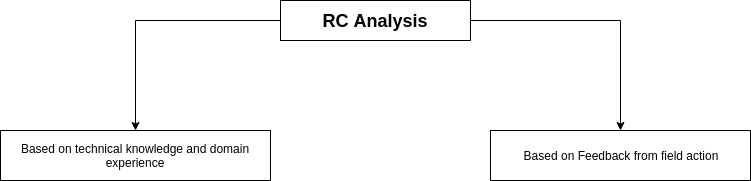 RC Analysis
Based on technical knowledge and domain
experience
Based on Feedback from field action